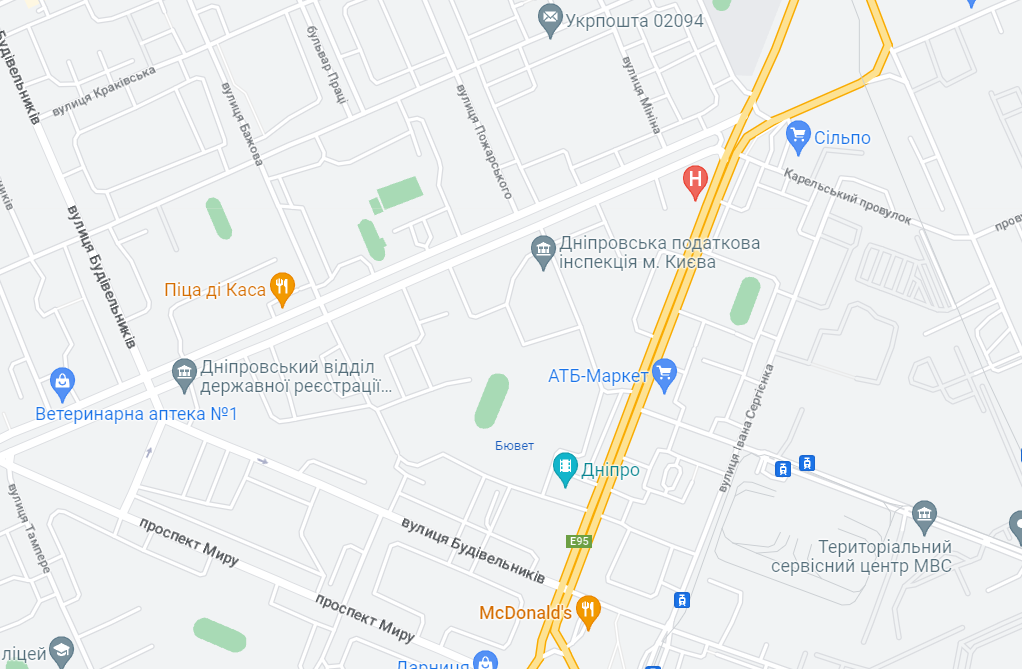 Укрпошта 02094
Будівельників
бульвар Праці
вулиця Краківська
вулиця Бажова
вулиця Пожарського
вулиця Мініна
Сільпо
H
Карельський провулок
вулиця Будівельників
Дніпровська податкова
інспекція м. Києва
Піца ді Каса
Дніпровський відділ
державної реєстрації...
АТБ-Маркет
Ветеринарна аптека №1
вулиця Івана Сергієнка
Бювет
Дніпро
вулиця Тампере
проспект Миру
вулиця Будівельників
E95
Територіальний
сервісний центр МВС
проспект Миру
McDonald's
ліцей
Дарниця